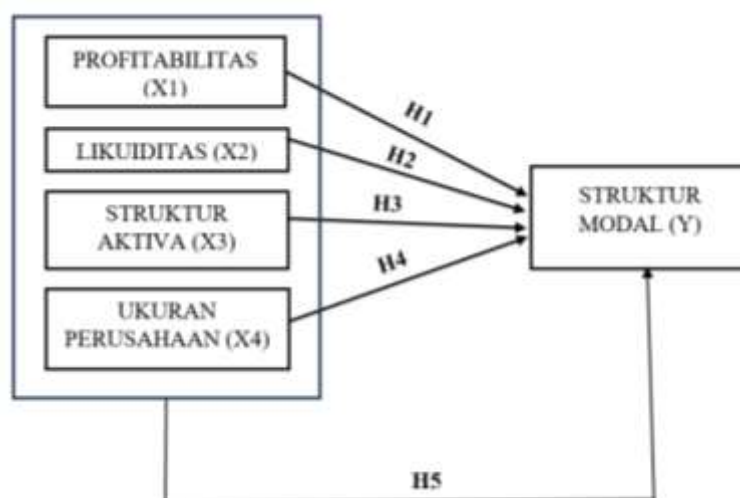 PROFITABILITAS
(X1)
LIKUIDITAS (X2)
STRUKTUR
AKTIVA (X3)
UKURAN
PERUSAHAAN (X4)
H1
H2
H3
H4
STRUKTUR
MODAL (Y)
H5